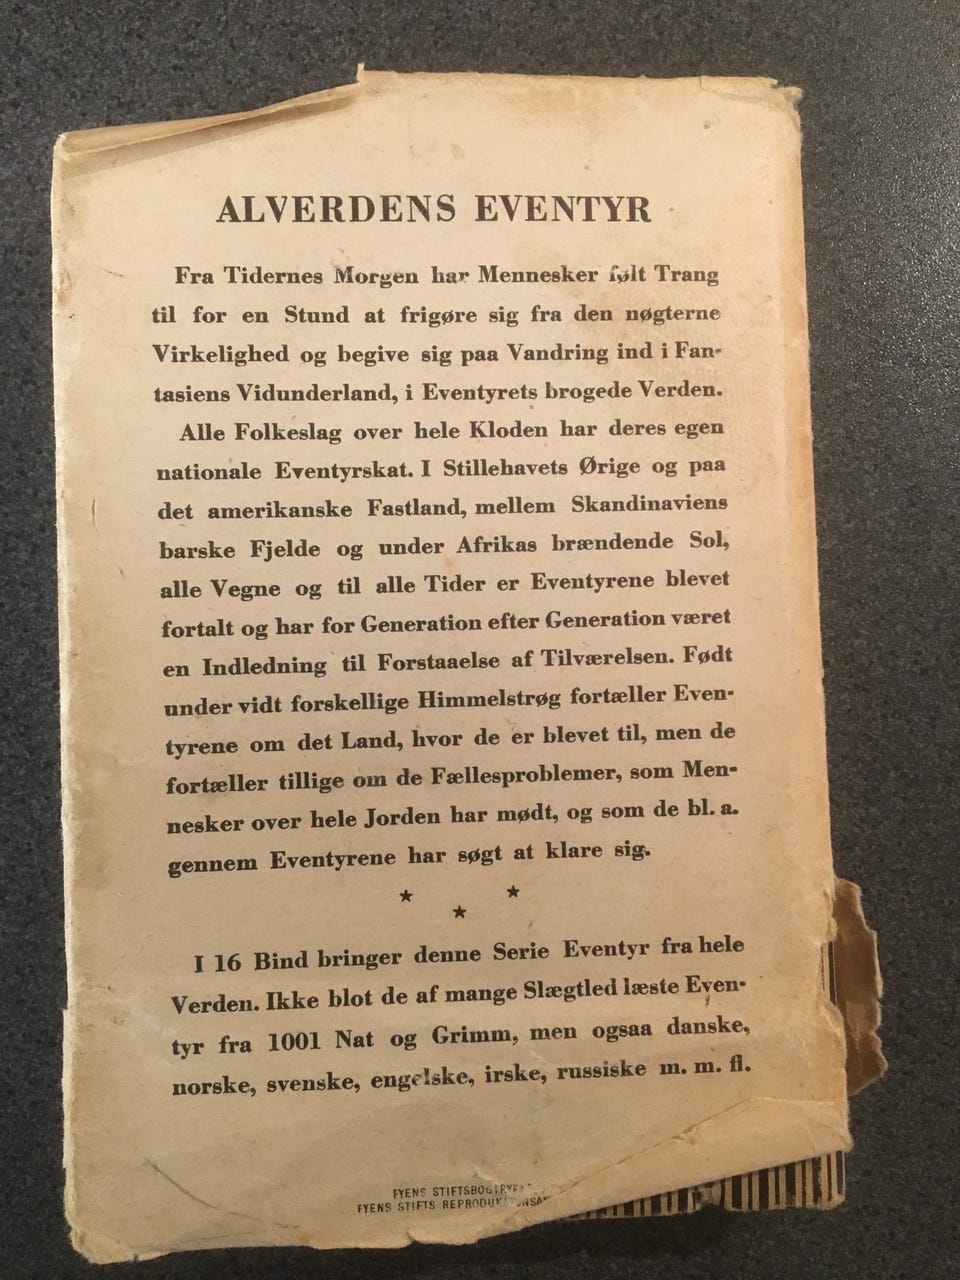 ALVERDENS EVENTYR
Fra Tidernes Morgen har Mennesker følt Trang
til for en Stund at frigøre sig fra den nøgterne
Virkelighed og begive sig paa Vandring ind i Fan-
tasiens Vidunderland, i Eventyrets brogede Verden.
Alle Folkeslag over hele Kloden har deres egen
nationale Eventyrskat. I Stillehavets Ørige og paa
det amerikanske Fastland, mellem Skandinaviens
barske Fjelde og under Afrikas brændende Sol,
alle Vegne og til alle Tider er Eventyrene blevet
fortalt og har for Generation efter Generation været
en Indledning til Forstaaelse af Tilværelsen. Født
under vidt forskellige Himmelstrøg fortæller Even-
tyrene om det Land, hvor de er blevet til, men de
fortæller tillige om de Fællesproblemer, som Men-
nesker over hele Jorden har mødt, og som de bl. a.
gennem Eventyrene har søgt at klare sig.
I 16 Bind bringer denne Serie Eventyr fra hele
Verden. Ikke blot de af mange Slægtled læste Even-
tyr fra 1001 Nat og Grimm, men ogsaa danske,
norske, svenske, engelske, irske, russiske m. m. fl.
FYENS
FYENS STIFTS